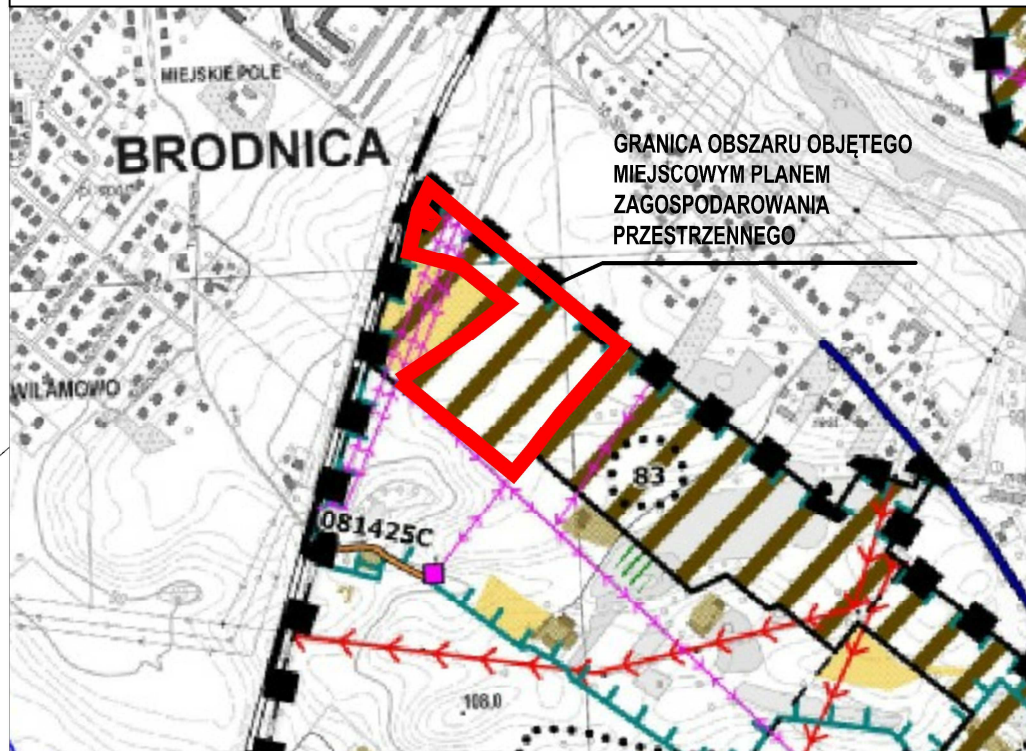 MIEJSKIE POLE
BRODNICA
GRANICA OBSZARU OBJĘTEGO
MIEJSCOWYM PLANEM
ZAGOSPODAROWANIA
PRZESTRZENNEGO
WILAMOWO
83
081425C
108.0